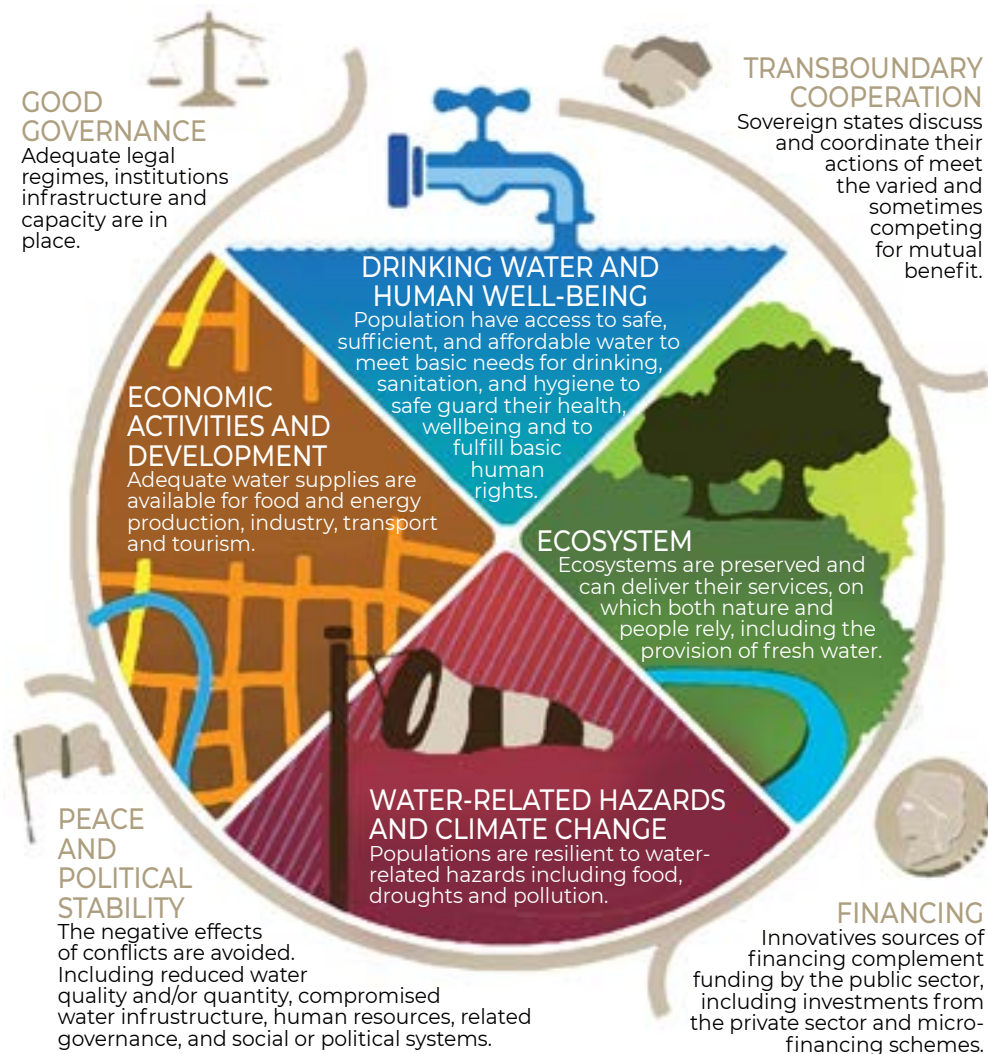 GOOD
GOVERNANCE
Adequate legal
regimes, institutions
infrastructure and
capacity are in
place.
TRANSBOUNDARY
COOPERATION
Sovereign states discuss
and coordinate their
actions of meet
the varied and
sometimes
competing
for mutual
benefit.
DRINKING WATER AND
HUMAN WELL-BEING
Population have access to safe,
sufficient, and affordable water to
meet basic needs for drinking,
sanitation, and hygiene to
safe guard their health,
wellbeing and to
fulfill basic
human
rights.
ECONOMIC
ACTIVITIES AND
DEVELOPMENT
Adequate water supplies are
available for food and energy
production, industry, transport
and tourism.
ECOSYSTEM
Ecosystems are preserved and
can deliver their services, on
which both nature and
people rely, including the
provision of fresh water.
WATER-RELATED HAZARDS
AND CLIMATE CHANGE
Populations are resilient to water-
related hazards including food,
droughts and pollution.
PEACE
AND
POLITICAL
STABILITY
The negative effects
of conflicts are avoided.
Including reduced water
quality and/or quantity, compromised
water infrustructure, human resources, related
governance, and social or political systems.
FINANCING
Innovatives sources of
financing complement
funding by the public sector,
including investments from
the private sector and micro-
financing schemes.